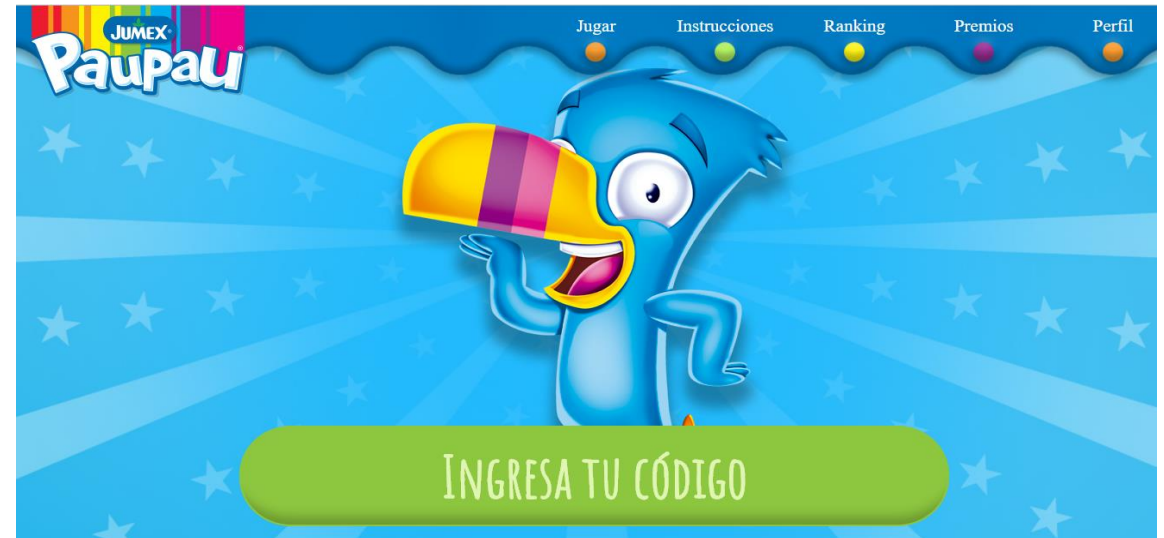 JUMEX
Paupau
Jugar Instrucciones Ranking Premios Perfil
Ingresa tu código